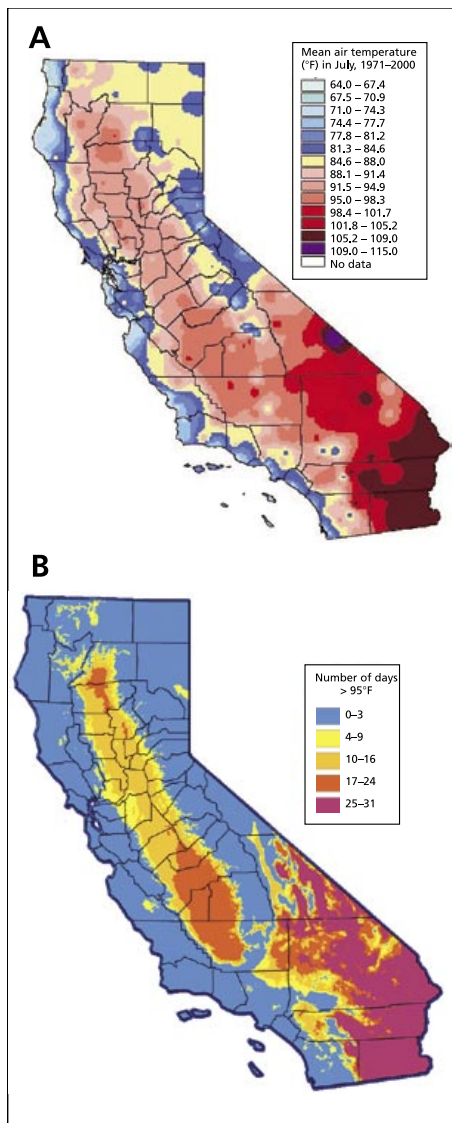 A
Mean air temperature
(°F) in July, 1971–2000
64.0 – 67.4
67.5 – 70.9
71.0 – 74.3
74.4 – 77.7
77.8 – 81.2
81.3 – 84.6
84.6 – 88.0
88.1 – 91.4
91.5 – 94.9
95.0 – 98.3
98.4 – 101.7
101.8 – 105.2
105.2 – 109.0
109.0 – 115.0
No data
B
Number of days
> 95°F
0–3
4–9
10–16
17–24
25–31